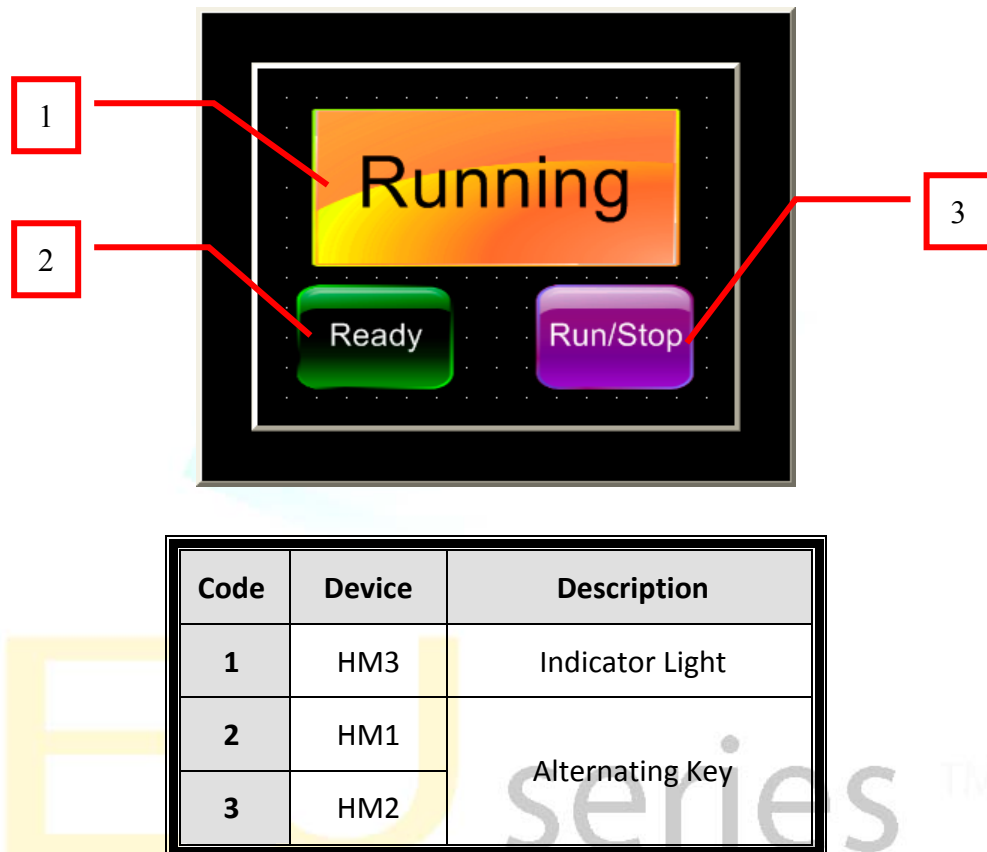 1
Running
3
2
Ready
Run/Stop
Code Device Description
1 HM3 Indicator Light
2 HM1
Alternating Key
3 HM2
EJ series TM